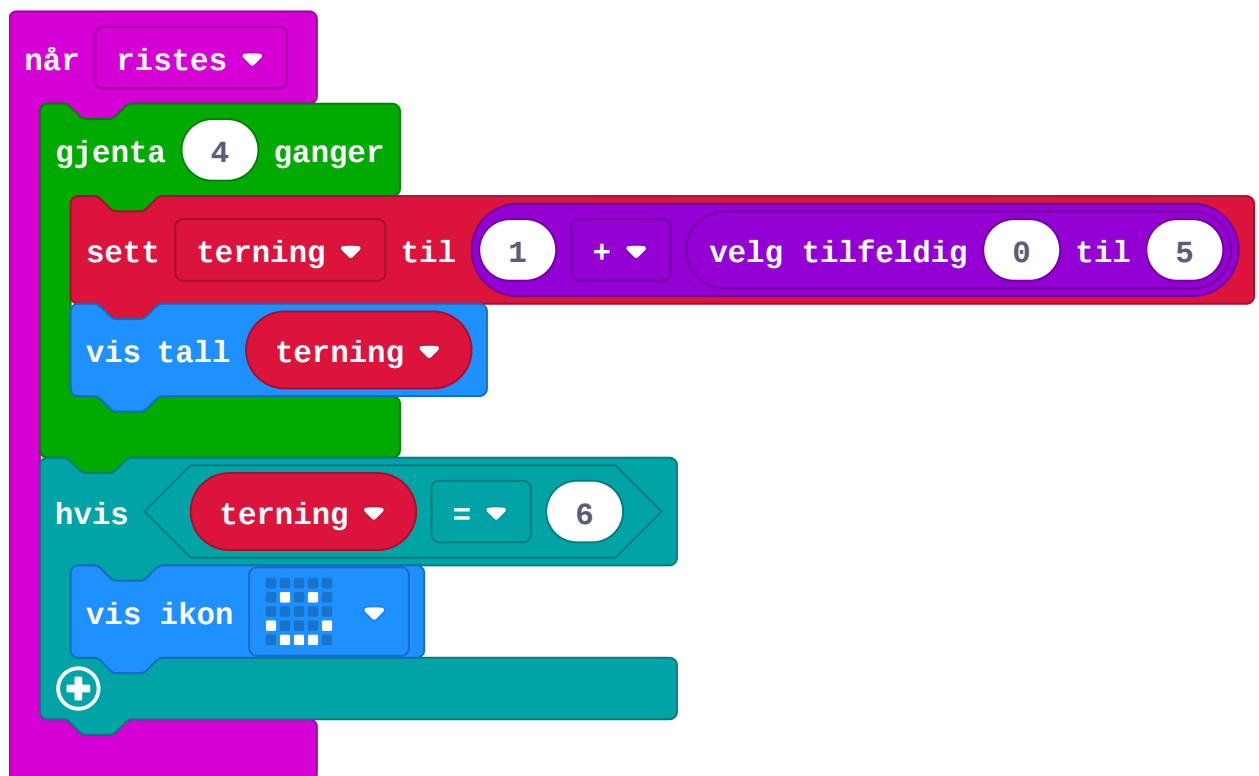 når ristes
gjenta 4 ganger
sett terning til 1 + velg tilfeldig 0 til 5
vis tall terning
hvis terning = 6
vis ikon